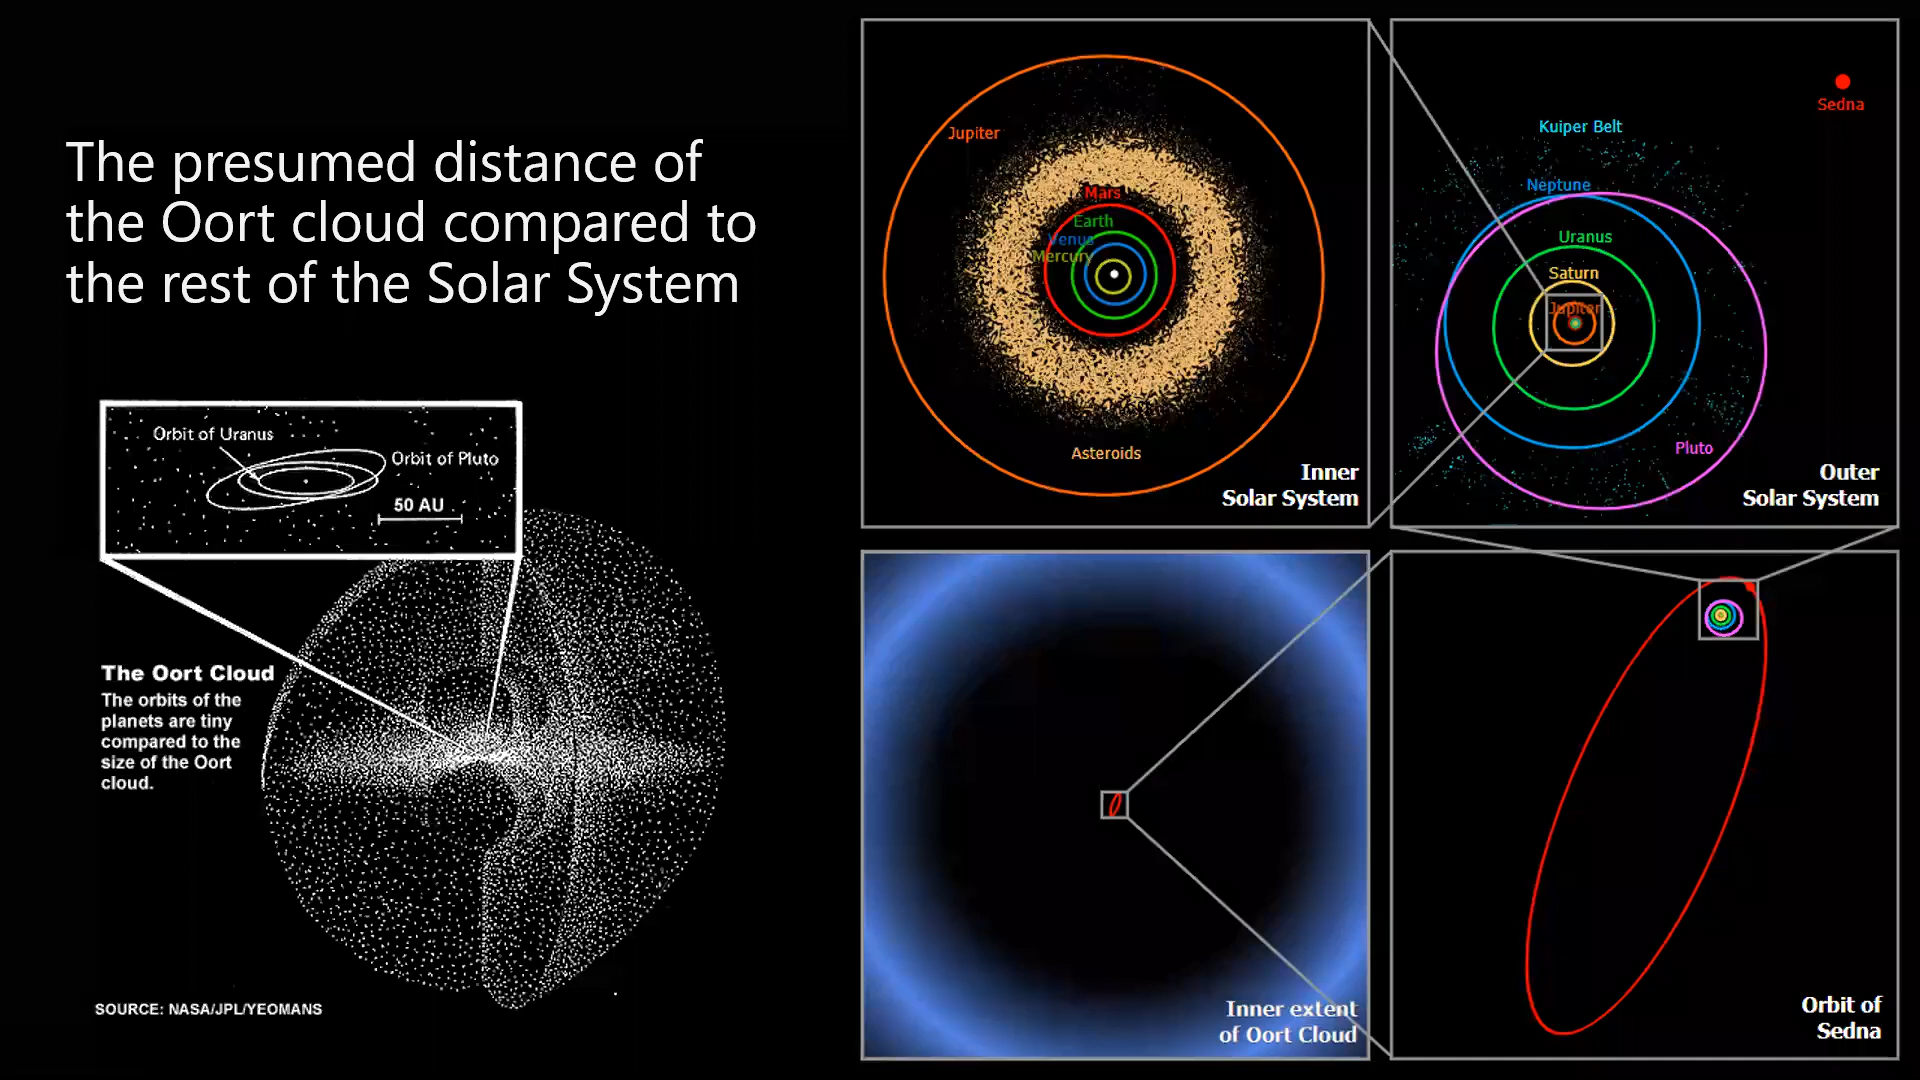 The presumed distance of
the Oort cloud compared to
the rest of the Solar System
Orbit of Uranus
Orbit of Pluto
50 AU
The Oort Cloud
The orbits of the
planets are tiny
compared to the
size of the Oort
cloud.
SOURCE: NASA/JPL/YEOMANS
Jupiter
Mars
Earth
Venus
Mercury
Asteroids
Inner
Solar System
Sedna
Kuiper Belt
Neptune
Uranus
Saturn
Jupiter
Pluto
Outer
Solar System
Inner extent
of Oort Cloud
Orbit of
Sedna